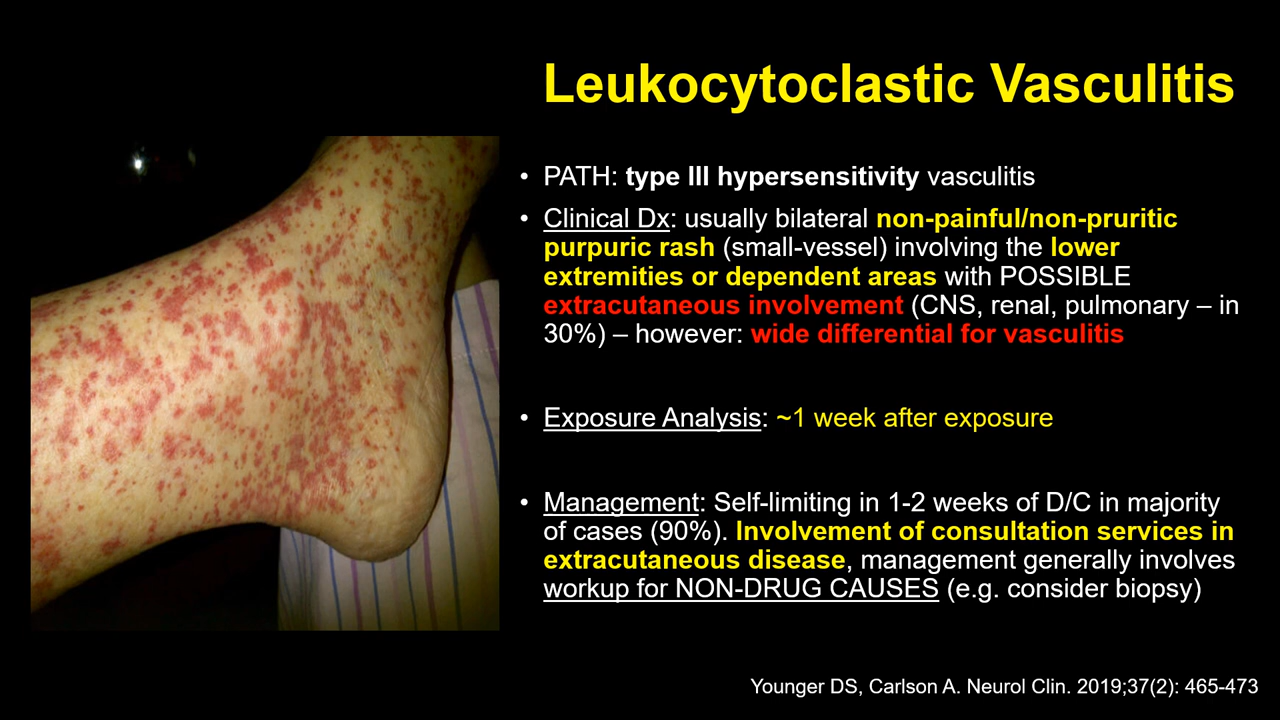 Leukocytoclastic Vasculitis
• PATH: type III hypersensitivity vasculitis
• Clinical Dx: usually bilateral non-painful/non-pruritic
purpuric rash (small-vessel) involving the lower
extremities or dependent areas with POSSIBLE
extracutaneous involvement (CNS, renal, pulmonary – in
30%) – however: wide differential for vasculitis
• Exposure Analysis: ~1 week after exposure
• Management: Self-limiting in 1-2 weeks of D/C in majority
of cases (90%). Involvement of consultation services in
extracutaneous disease, management generally involves
workup for NON-DRUG CAUSES (e.g. consider biopsy)
Younger DS, Carlson A. Neurol Clin. 2019;37(2): 465-473